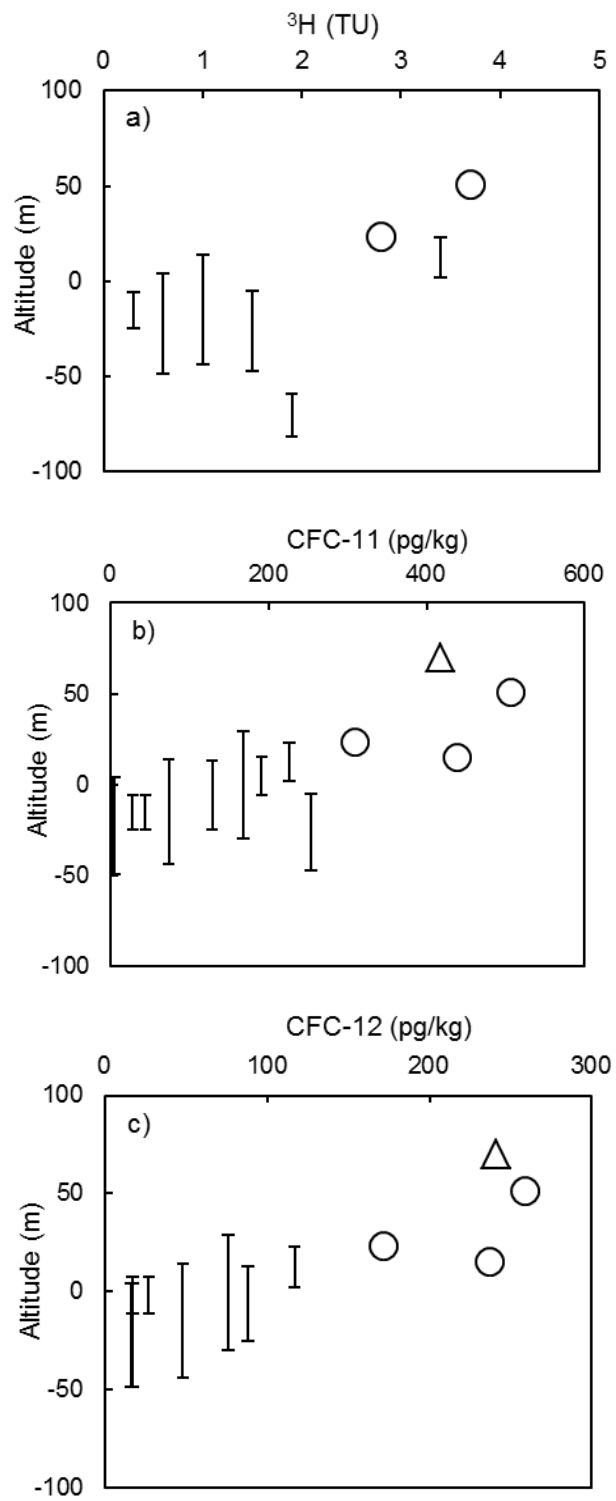 ³H (TU)
0 1 2 3 4 5
a)
100
50
0
-50
-100
Altitude (m)
CFC-11 (pg/kg)
0 200 400 600
b)
100
50
0
-50
-100
Altitude (m)
CFC-12 (pg/kg)
0 100 200 300
c)
100
50
0
-50
-100
Altitude (m)